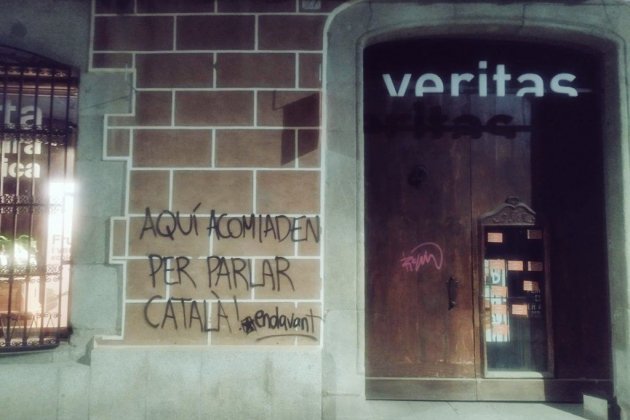 veritas
AQUÍ ACOMIADEN
PER PARLAR
CATALÀ!
#endavant